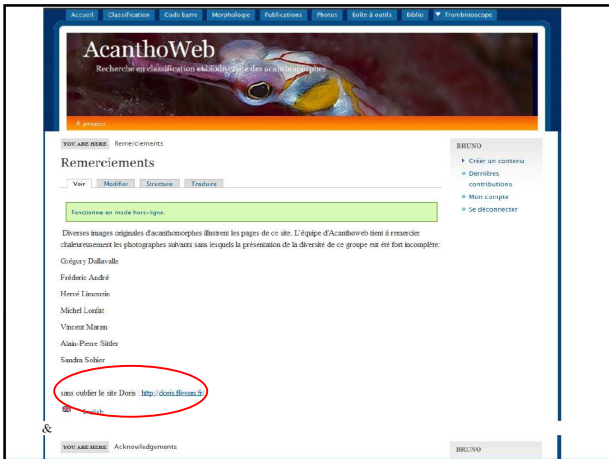 Accueil Classification Code barre Morphologie Publications Photos Boîte à outils Biblio Trombinoscope
AcanthoWeb
Recherche en classification et biodiversité des acanthomorphes
A propos
YOU ARE HERE Remerciements
Remerciements
Voir Modifier Structure Traduire
Fonctionne en mode hors-ligne.
Diverses images originales d'acanthomorphes illustrent les pages de ce site. L'équipe d'Acanthoweb tient à remercier
chaleureusement les photographes suivants sans lesquels la présentation de la diversité de ce groupe eut été fort incomplète:
Grégory Dallavalle
Fréderic André
Hervé Limouzin
Michel Lonfat
Vincent Maran
Alain-Pierre Sittler
Sandra Sohier
sans oublier le site Doris : http://doris.ffessm.fr/
English
BRUNO
Créer un contenu
Dernières
contributions
Mon compte
Se déconnecter
&
YOU ARE HERE Acknowledgements
BRUNO